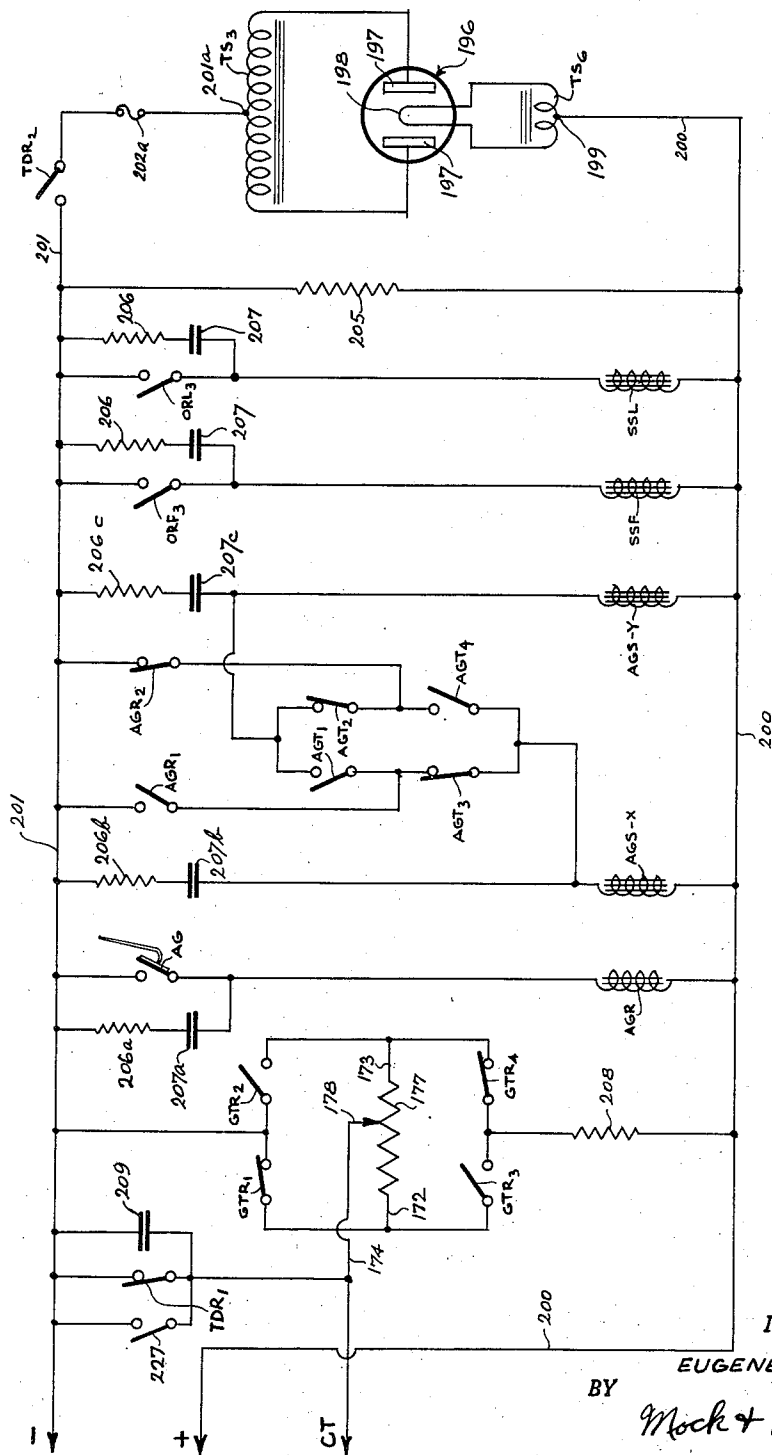 TDR2
201
202a
201a
TS3
197
198
196
197
TS6
199
200
205
206
207
ORL3
SSL
206
207
ORF3
SSF
206c
207c
AGS-Y
AGR2
AGT1
AGT2
AGT3
AGT4
AGR1
201
200
206b
207b
AGS-X
AG
206a
207a
AGR
GTR2
GTR1
178
173
177
172
174
GTR4
GTR3
208
209
TDR1
227
200
-
+
CT
I
EUGENE
BY
Mock &